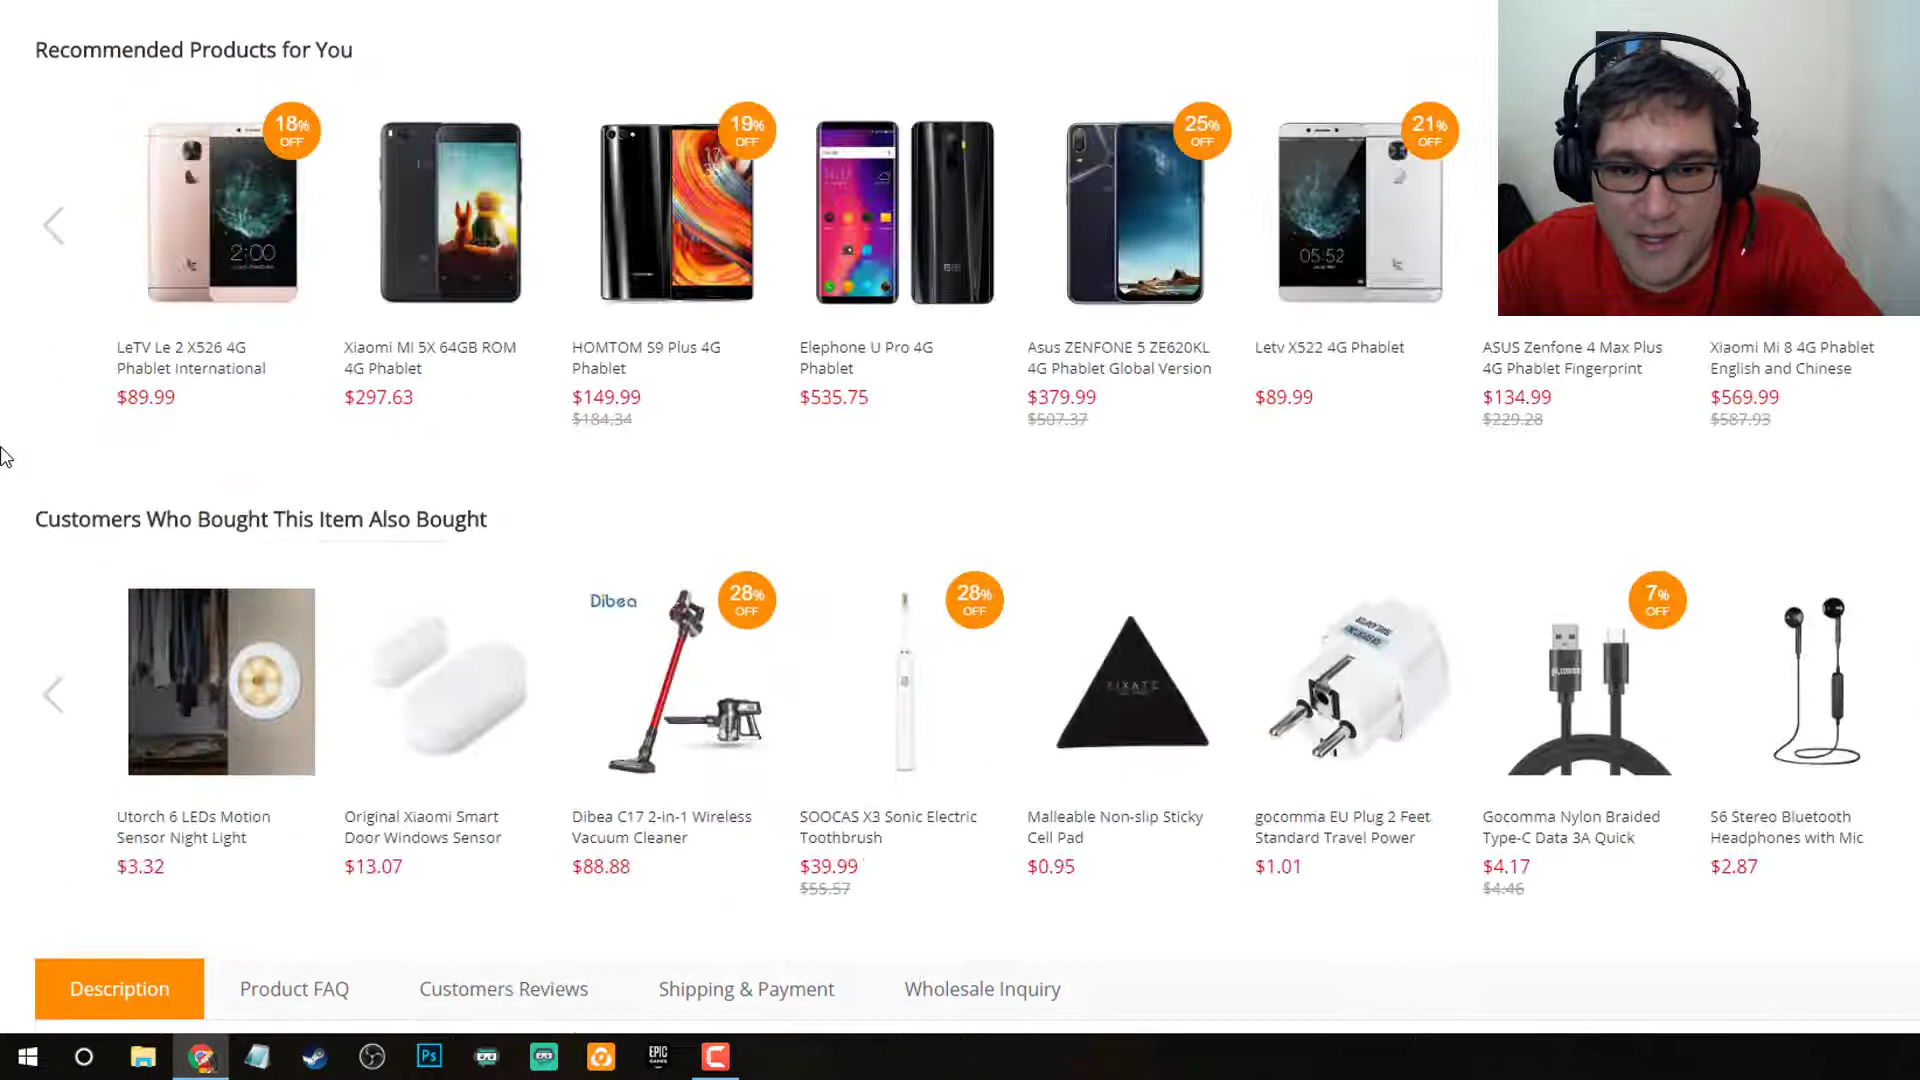 Recommended Products for You
18% OFF
19% OFF
25% OFF
21% OFF
2:00
05:52
LeTV Le 2 X526 4G
Phablet International
$89.99
Xiaomi Mi 5X 64GB ROM
4G Phablet
$297.63
HOMTOM S9 Plus 4G
Phablet
$149.99
$184.34
Elephone U Pro 4G
Phablet
$535.75
Asus ZENFONE 5 ZE620KL
4G Phablet Global Version
$379.99
$507.37
Letv X522 4G Phablet
$89.99
ASUS Zenfone 4 Max Plus
4G Phablet Fingerprint
$134.99
$229.28
Xiaomi Mi 8 4G Phablet
English and Chinese
$569.99
$587.93
Customers Who Bought This Item Also Bought
Dibea
28% OFF
28% OFF
FIXATE
7% OFF
Utorch 6 LEDs Motion
Sensor Night Light
$3.32
Original Xiaomi Smart
Door Windows Sensor
$13.07
Dibea C17 2-in-1 Wireless
Vacuum Cleaner
$88.88
SOOCAS X3 Sonic Electric
Toothbrush
$39.99
$55.57
Malleable Non-slip Sticky
Cell Pad
$0.95
gocomma EU Plug 2 Feet
Standard Travel Power
$1.01
Gocomma Nylon Braided
Type-C Data 3A Quick
$4.17
$4.46
S6 Stereo Bluetooth
Headphones with Mic
$2.87
Description
Product FAQ
Customers Reviews
Shipping & Payment
Wholesale Inquiry
Ps
EPIC
GAMES